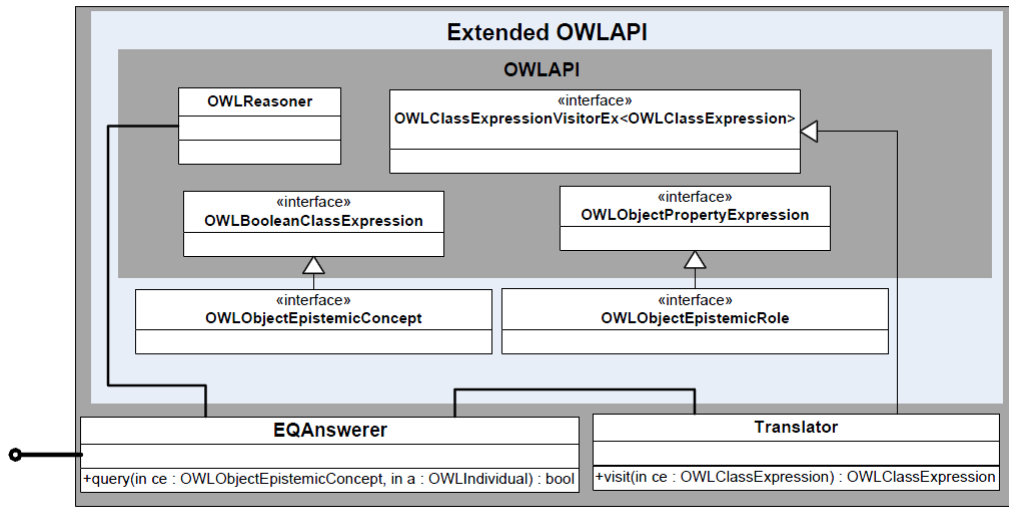 Extended OWLAPI
OWLAPI
OWLReasoner
«interface»
OWLClassExpressionVisitorEx<OWLClassExpression>
«interface»
OWLBooleanClassExpression
«interface»
OWLObjectPropertyExpression
«interface»
OWLObjectEpistemicConcept
«interface»
OWLObjectEpistemicRole
EQAnswerer
+query(in ce : OWLObjectEpistemicConcept, in a : OWLIndividual) : bool
Translator
+visit(in ce : OWLClassExpression) : OWLClassExpression